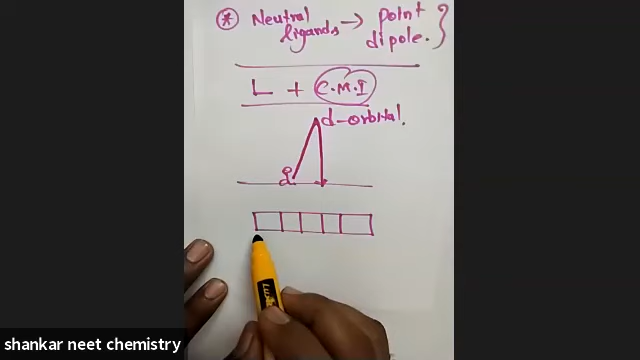 * Neutral ligands → point dipole. }
L + C.M.I
d-orbital.
shankar neet chemistry